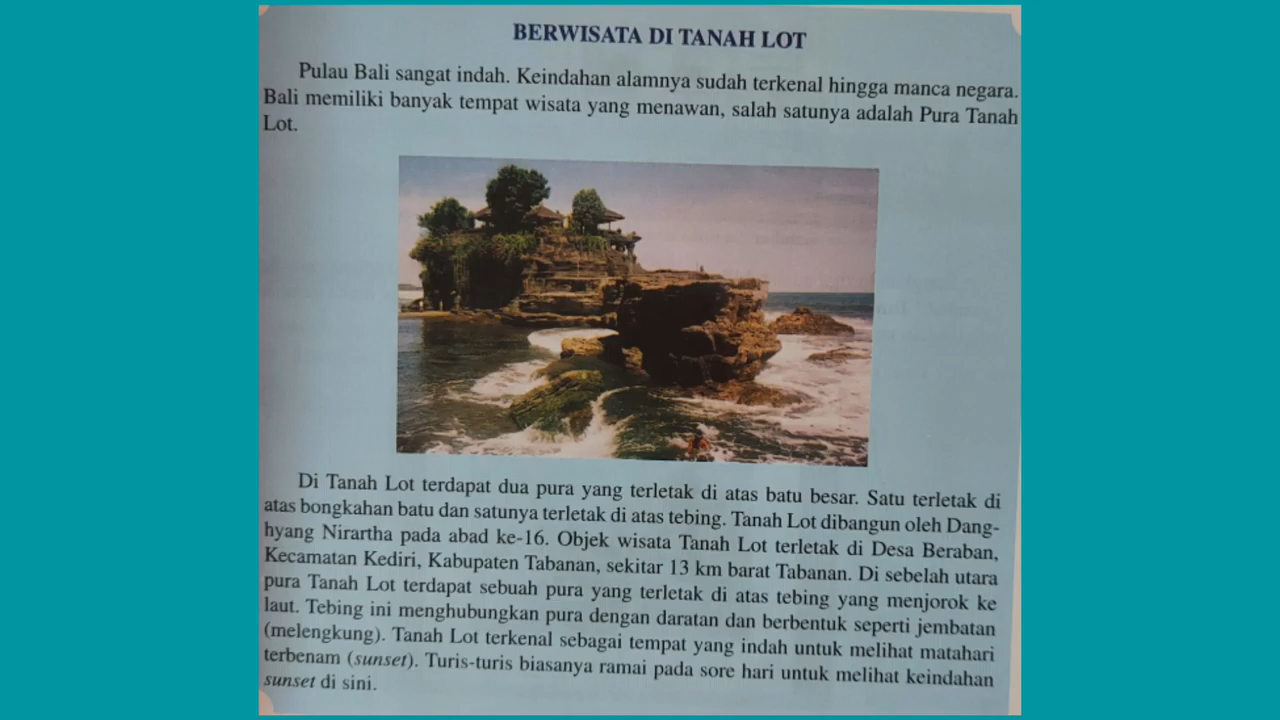 BERWISATA DI TANAH LOT
Pulau Bali sangat indah. Keindahan alamnya sudah terkenal hingga manca negara.
Bali memiliki banyak tempat wisata yang menawan, salah satunya adalah Pura Tanah
Lot.
Di Tanah Lot terdapat dua pura yang terletak di atas batu besar. Satu terletak di
atas bongkahan batu dan satunya terletak di atas tebing. Tanah Lot dibangun oleh Dang-
hyang Nirartha pada abad ke-16. Objek wisata Tanah Lot terletak di Desa Beraban,
Kecamatan Kediri, Kabupaten Tabanan, sekitar 13 km barat Tabanan. Di sebelah utara
pura Tanah Lot terdapat sebuah pura yang terletak di atas tebing yang menjorok ke
laut. Tebing ini menghubungkan pura dengan daratan dan berbentuk seperti jembatan
(melengkung). Tanah Lot terkenal sebagai tempat yang indah untuk melihat matahari
terbenam (sunset). Turis-turis biasanya ramai pada sore hari untuk melihat keindahan
sunset di sini.